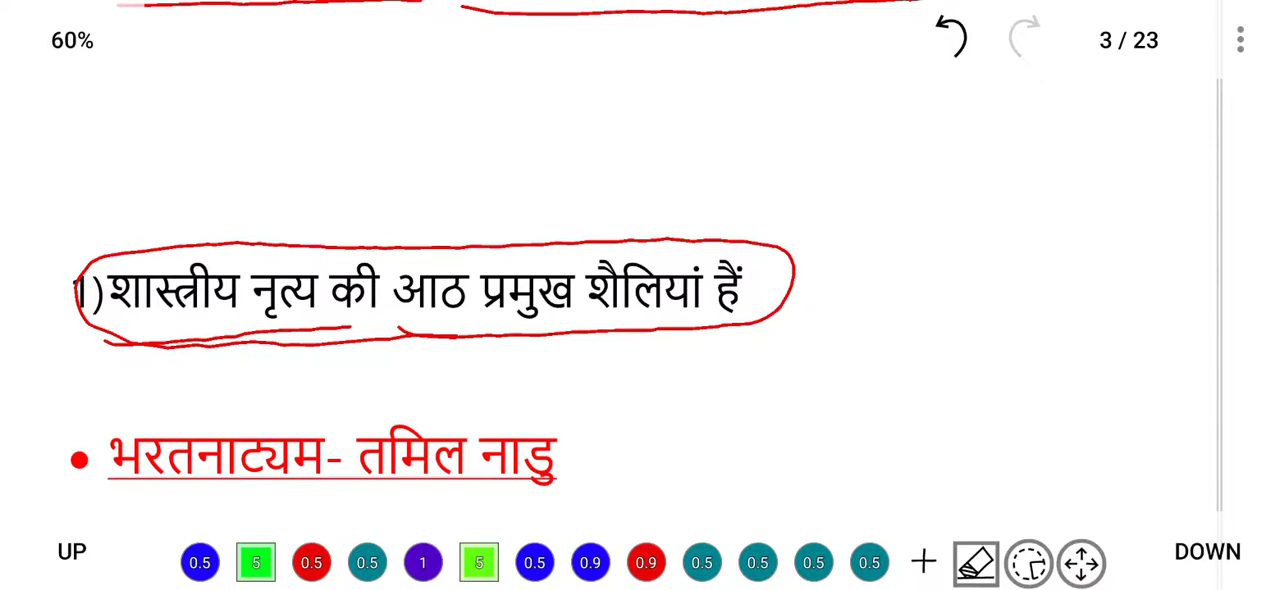 60%
3 / 23
1) शास्त्रीय नृत्य की आठ प्रमुख शैलियां हैं
• भरतनाट्यम- तमिल नाडु
UP 0.5 5 0.5 0.5 1 5 0.5 0.9 0.9 0.5 0.5 0.5 0.5 + DOWN